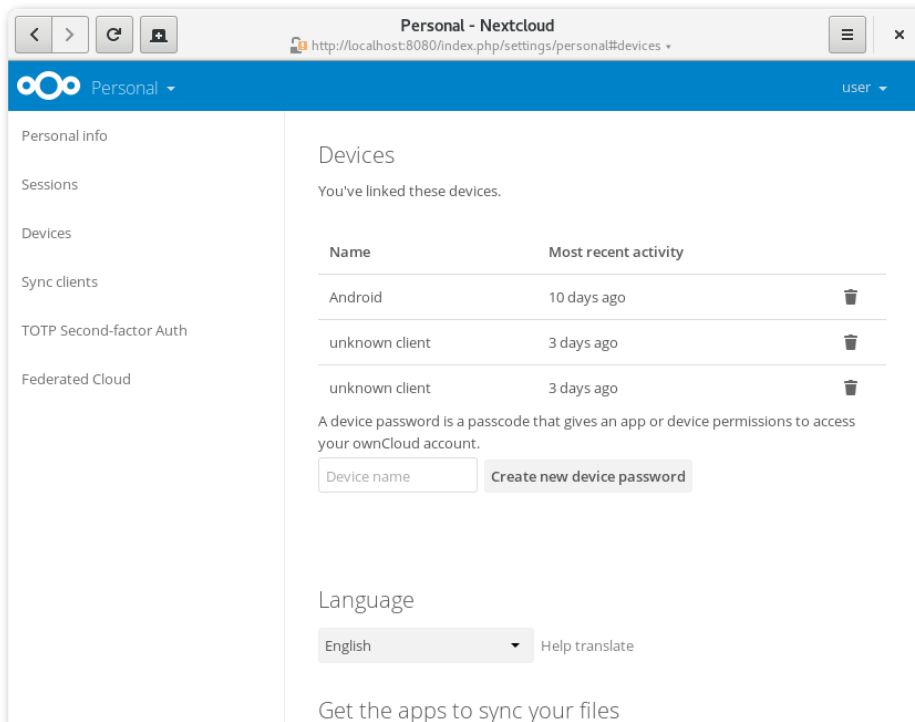 Personal - Nextcloud
http://localhost:8080/index.php/settings/personal#devices
Personal
user
Personal info
Sessions
Devices
Sync clients
TOTP Second-factor Auth
Federated Cloud
Devices
You've linked these devices.
Name Most recent activity
Android 10 days ago
unknown client 3 days ago
unknown client 3 days ago
A device password is a passcode that gives an app or device permissions to access
your ownCloud account.
Device name Create new device password
Language
English Help translate
Get the apps to sync your files